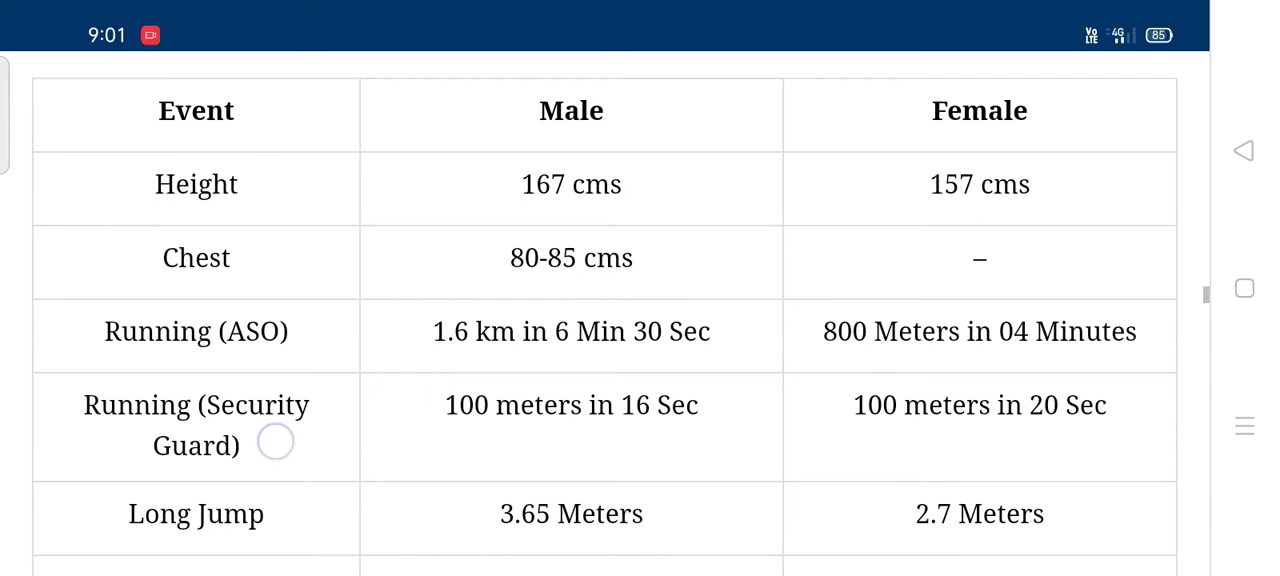 9:01
Vo LTE 4G 85
Event Male Female
Height 167 cms 157 cms
Chest 80-85 cms –
Running (ASO) 1.6 km in 6 Min 30 Sec 800 Meters in 04 Minutes
Running (Security 100 meters in 16 Sec 100 meters in 20 Sec
Guard)
Long Jump 3.65 Meters 2.7 Meters